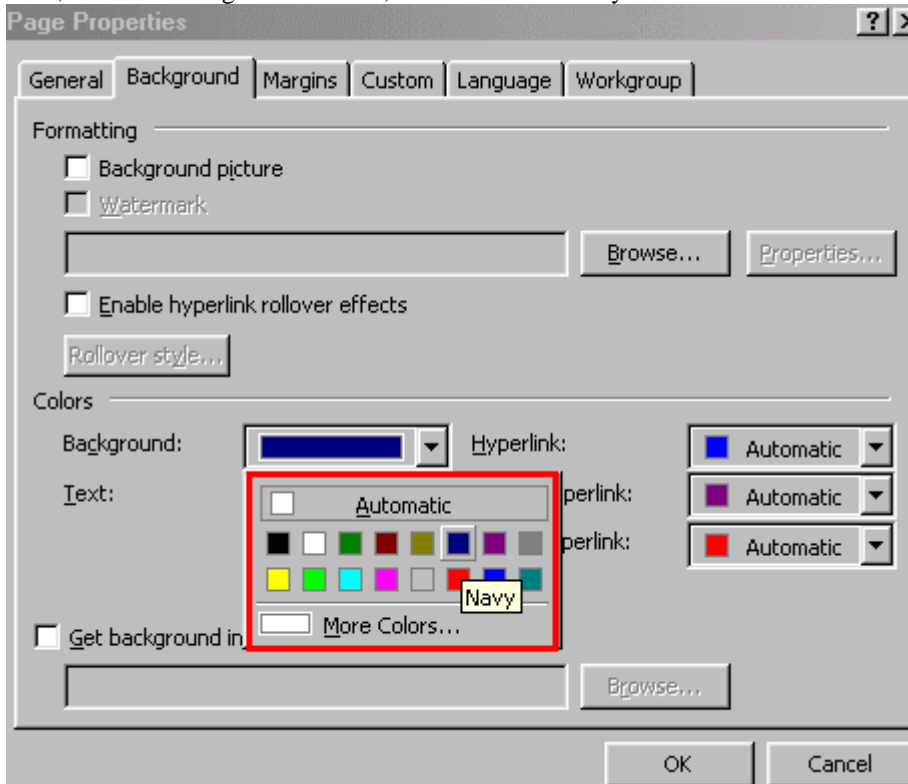 Page Properties
General Background Margins Custom Language Workgroup
Formatting
Background picture
Watermark
Browse... Properties...
Enable hyperlink rollover effects
Rollover style...
Colors
Background: Hyperlink: Automatic
Text: Automatic perlink: Automatic
perlink: Automatic
Navy
More Colors...
Get background in
Browse...
OK Cancel